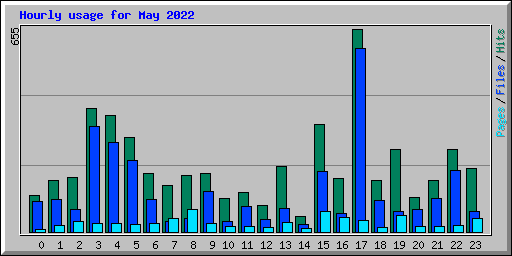 Hourly usage for May 2022
655
Pages / Files / Hits
0 1 2 3 4 5 6 7 8 9 10 11 12 13 14 15 16 17 18 19 20 21 22 23